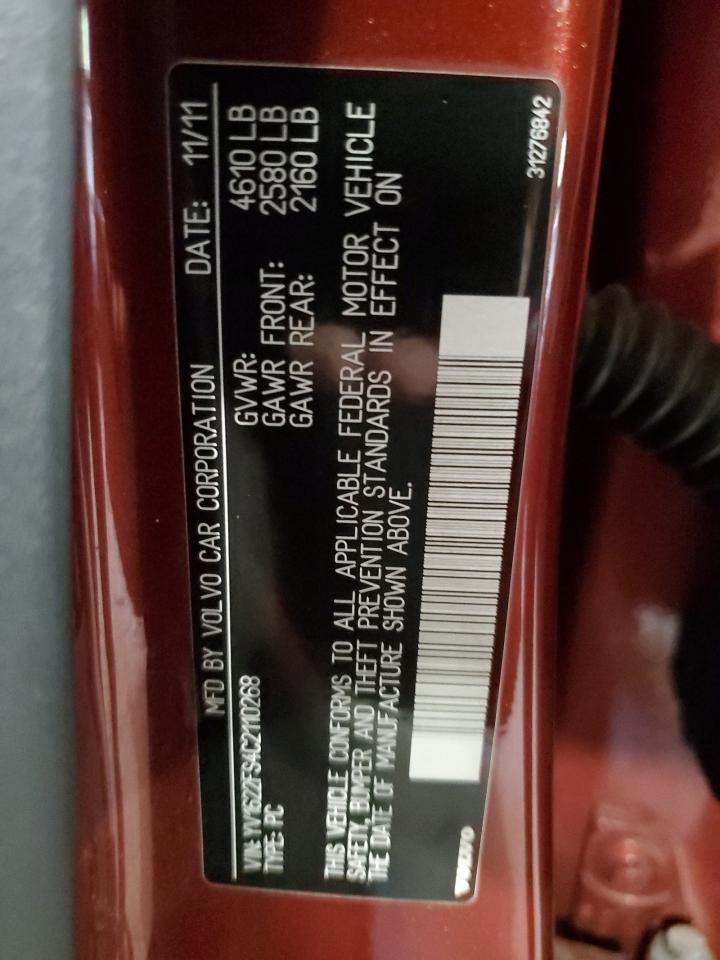 MFD BY VOLVO CAR CORPORATION DATE: 11/11
VIN: YV1622FS4C2110268 GVWR: 4610 LB
TYPE: PC GAWR FRONT: 2580 LB
GAWR REAR: 2160 LB
THIS VEHICLE CONFORMS TO ALL APPLICABLE FEDERAL MOTOR VEHICLE
SAFETY, BUMPER AND THEFT PREVENTION STANDARDS IN EFFECT ON
THE DATE OF MANUFACTURE SHOWN ABOVE.
VOLVO 31276842